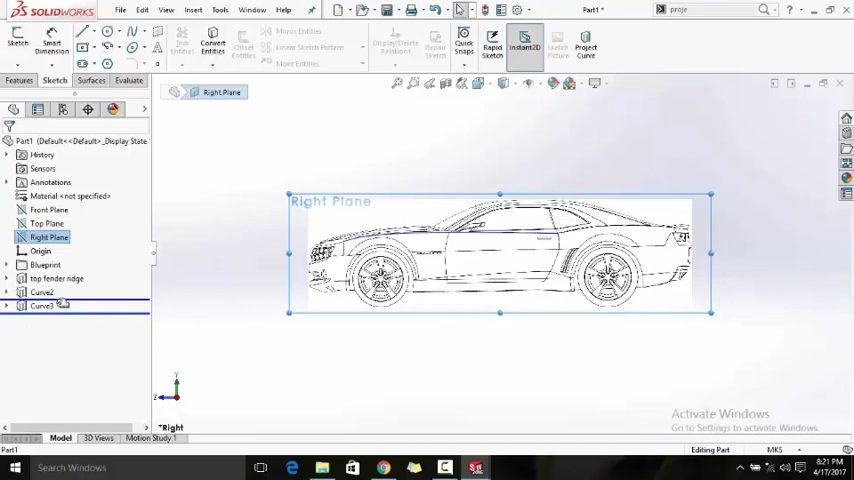 SOLIDWORKS File Edit View Insert Tools Window Help Part1 * proje
Sketch Smart Dimension Trim Entities Convert Entities Offset Entities Mirror Entities Linear Sketch Pattern Move Entities Display/Delete Relations Repair Sketch Quick Snaps Rapid Sketch Instant2D Sketch Picture Project Curve
Features Sketch Surfaces Evaluate
Right Plane
Part1 (Default<<Default>_Display State
History
Sensors
Annotations
Material <not specified>
Front Plane
Top Plane
Right Plane
Origin
Blueprint
top fender ridge
Curve2
Curve3
Right Plane
Y
Z
*Right
Activate Windows
Go to Settings to activate Windows.
Model 3D Views Motion Study 1
Part1 Editing Part MKS
Search Windows 8:21 PM
4/17/2017